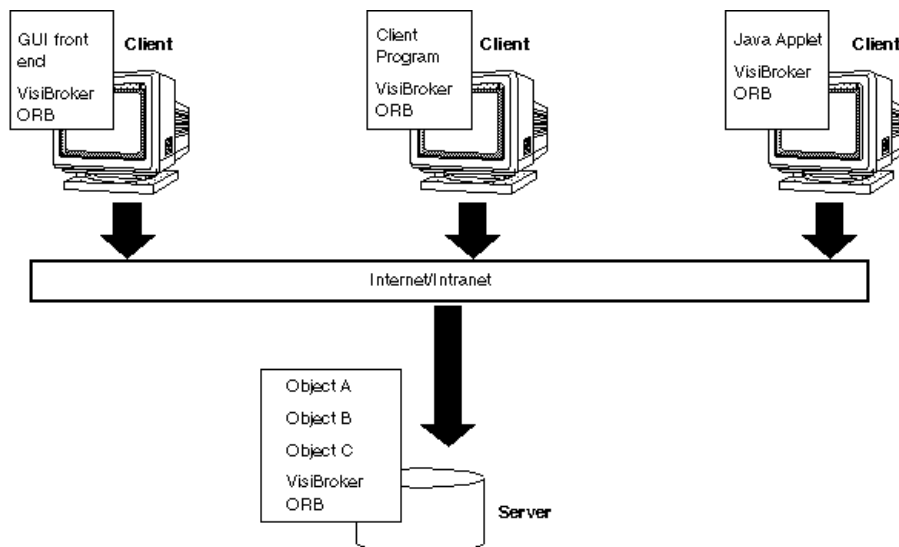 GUI front
end
VisiBroker
ORB
Client
Client
Program
VisiBroker
ORB
Client
Java Applet
VisiBroker
ORB
Client
Internet/Intranet
Object A
Object B
Object C
VisiBroker
ORB
Server